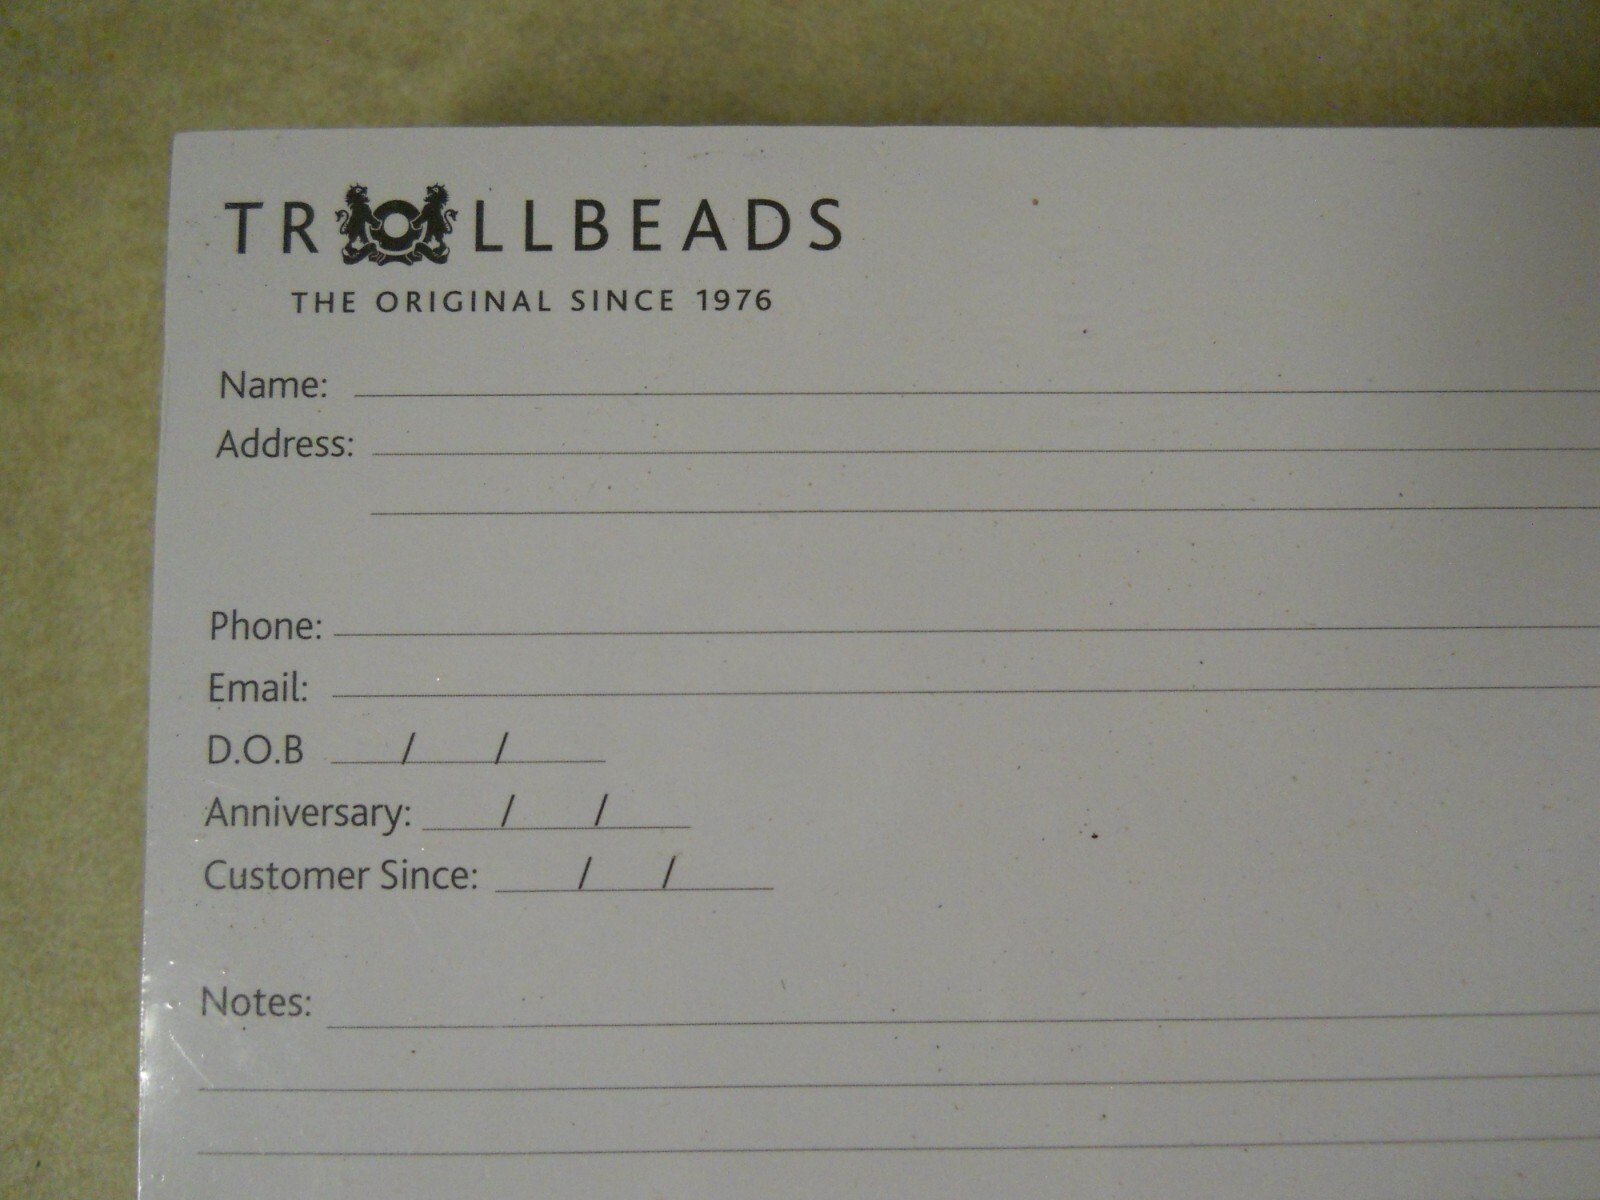 TROLLBEADS
THE ORIGINAL SINCE 1976
Name:
Address:
Phone:
Email:
D.O.B / /
Anniversary: / /
Customer Since: / /
Notes: